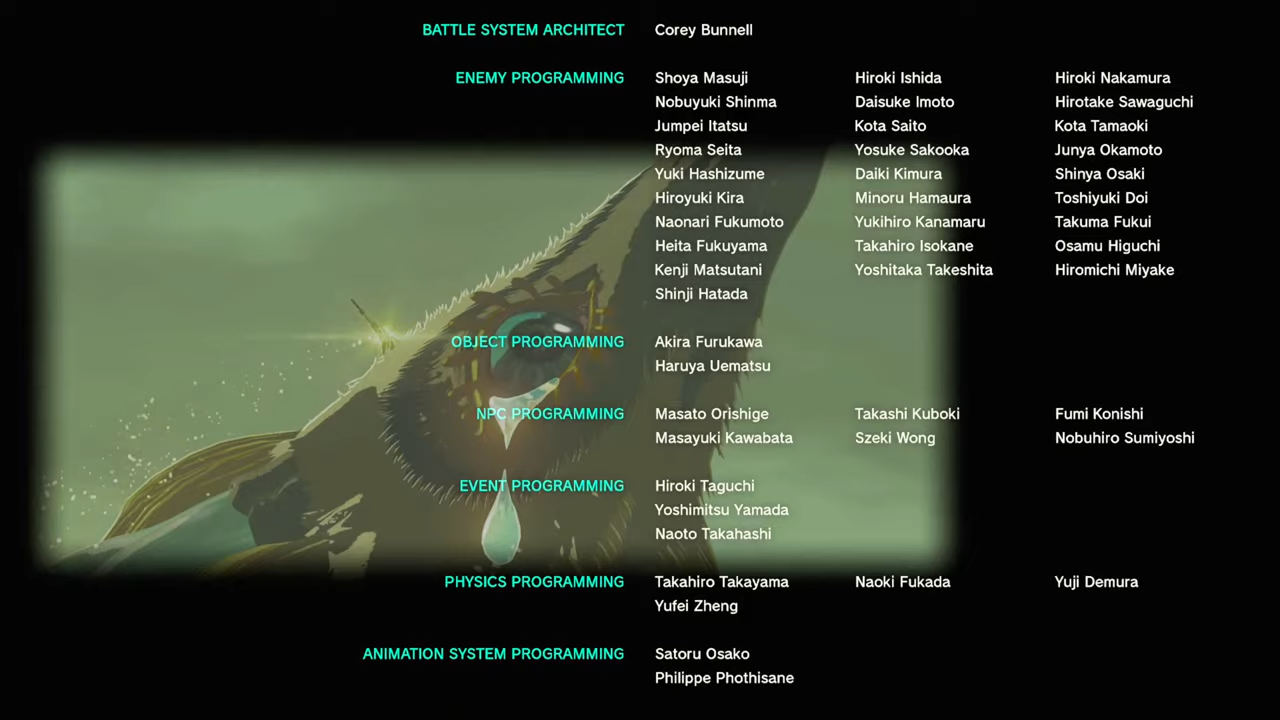 BATTLE SYSTEM ARCHITECT Corey Bunnell
ENEMY PROGRAMMING Shoya Masuji Hiroki Ishida Hiroki Nakamura
Nobuyuki Shinma Daisuke Imoto Hirotake Sawaguchi
Jumpei Itatsu Kota Saito Kota Tamaoki
Ryoma Seita Yosuke Sakooka Junya Okamoto
Yuki Hashizume Daiki Kimura Shinya Osaki
Hiroyuki Kira Minoru Hamaura Toshiyuki Doi
Naonari Fukumoto Yukihiro Kanamaru Takuma Fukui
Heita Fukuyama Takahiro Isokane Osamu Higuchi
Kenji Matsutani Yoshitaka Takeshita Hiromichi Miyake
Shinji Hatada
OBJECT PROGRAMMING Akira Furukawa
Haruya Uematsu
NPC PROGRAMMING Masato Orishige Takashi Kuboki Fumi Konishi
Masayuki Kawabata Szeki Wong Nobuhiro Sumiyoshi
EVENT PROGRAMMING Hiroki Taguchi
Yoshimitsu Yamada
Naoto Takahashi
PHYSICS PROGRAMMING Takahiro Takayama Naoki Fukada Yuji Demura
Yufei Zheng
ANIMATION SYSTEM PROGRAMMING Satoru Osako
Philippe Phothisane